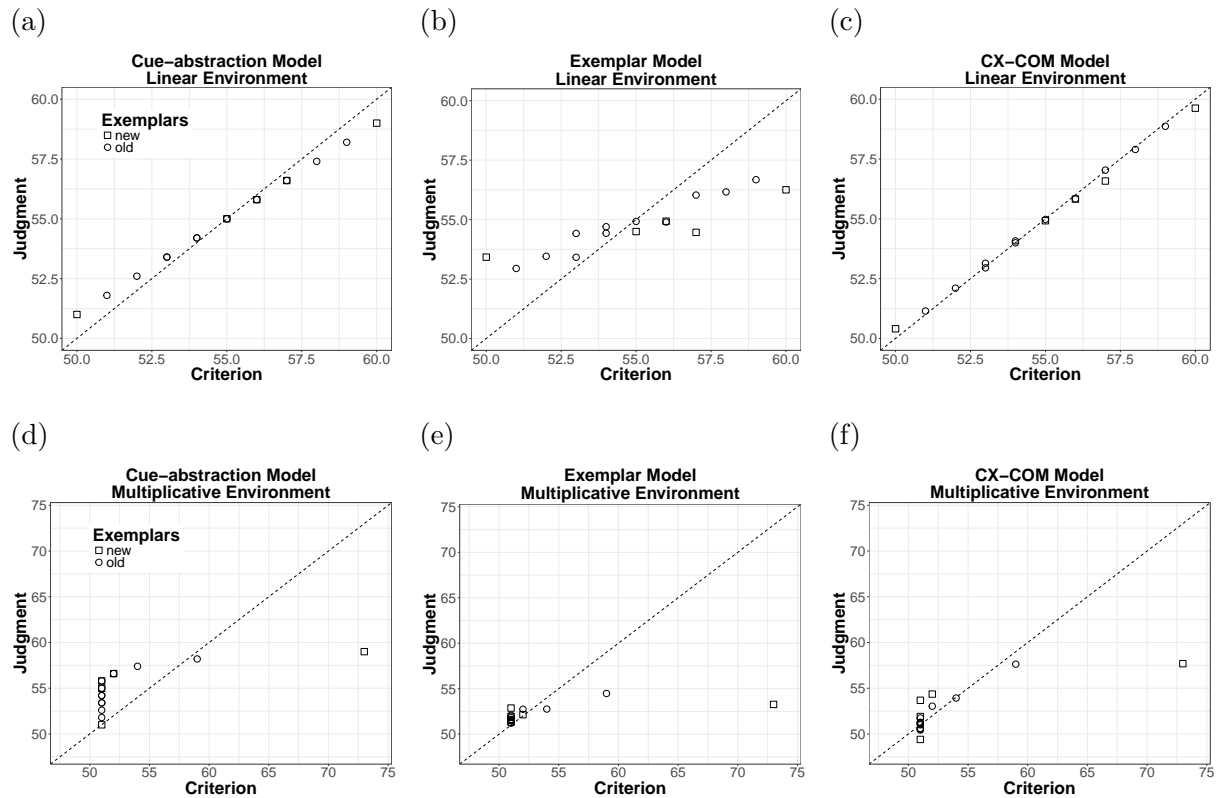 (a)
Cue−abstraction Model
Linear Environment
60.0
57.5
55.0
52.5
50.0
Judgment
Exemplars
new
old
50.0 52.5 55.0 57.5 60.0
Criterion
(b)
Exemplar Model
Linear Environment
60.0
57.5
55.0
52.5
50.0
Judgment
50.0 52.5 55.0 57.5 60.0
Criterion
(c)
CX−COM Model
Linear Environment
60.0
57.5
55.0
52.5
50.0
Judgment
50.0 52.5 55.0 57.5 60.0
Criterion
(d)
Cue−abstraction Model
Multiplicative Environment
75
70
65
60
55
50
Judgment
Exemplars
new
old
50 55 60 65 70 75
Criterion
(e)
Exemplar Model
Multiplicative Environment
75
70
65
60
55
50
Judgment
50 55 60 65 70 75
Criterion
(f)
CX−COM Model
Multiplicative Environment
75
70
65
60
55
50
Judgment
50 55 60 65 70 75
Criterion